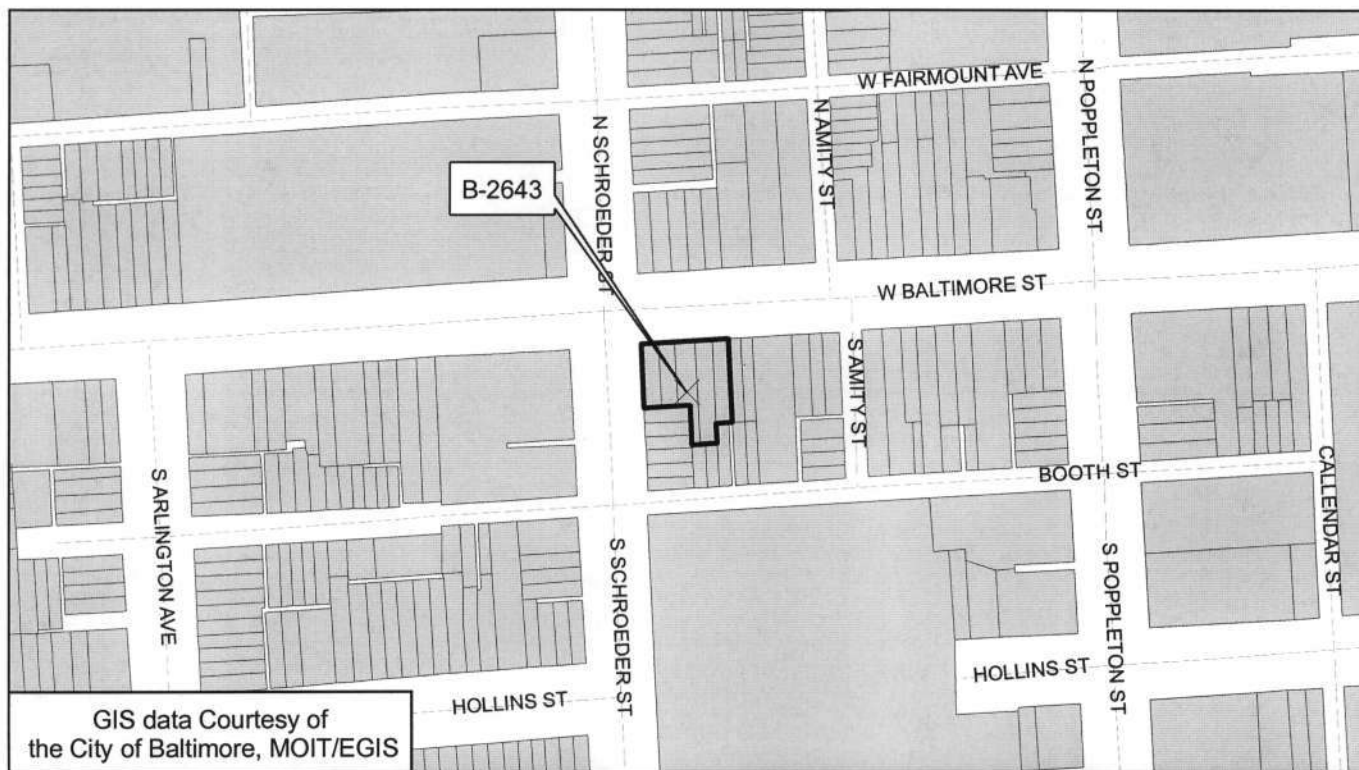 W FAIRMOUNT AVE
N POPPLETON ST
N AMITY ST
N SCHROEDER ST
B-2643
W BALTIMORE ST
S AMITY ST
BOOTH ST
CALLENDAR ST
S ARLINGTON AVE
S SCHROEDER ST
S POPPLETON ST
HOLLINS ST
HOLLINS ST
GIS data Courtesy of
the City of Baltimore, MOIT/EGIS